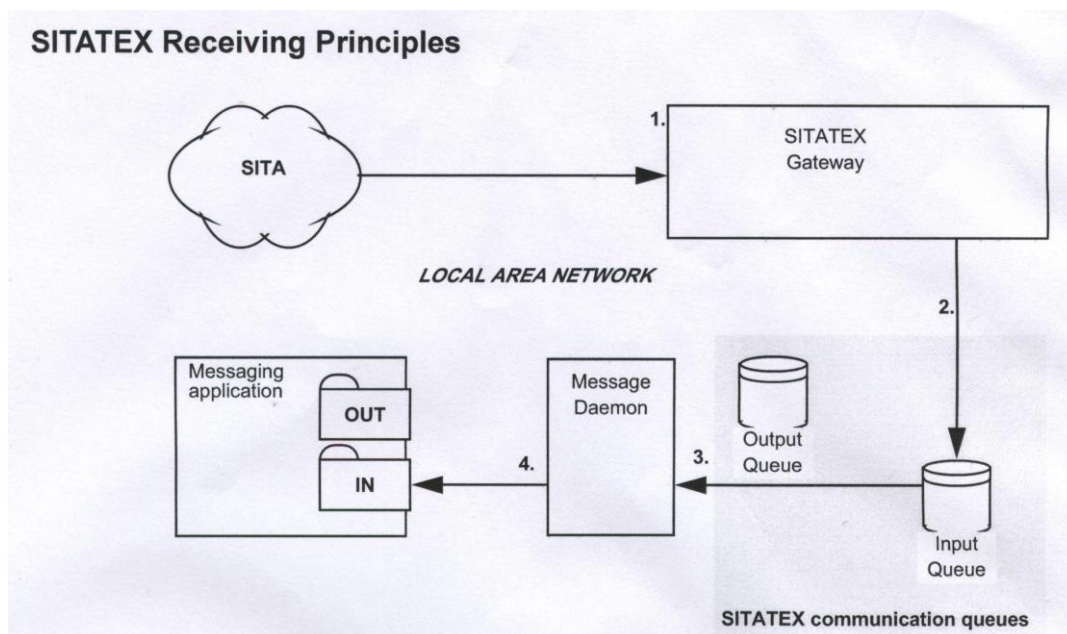 SITATEX Receiving Principles
SITA
1.
SITATEX
Gateway
LOCAL AREA NETWORK
2.
Messaging
application
OUT
IN
4.
Message
Daemon
3.
Output
Queue
Input
Queue
SITATEX communication queues